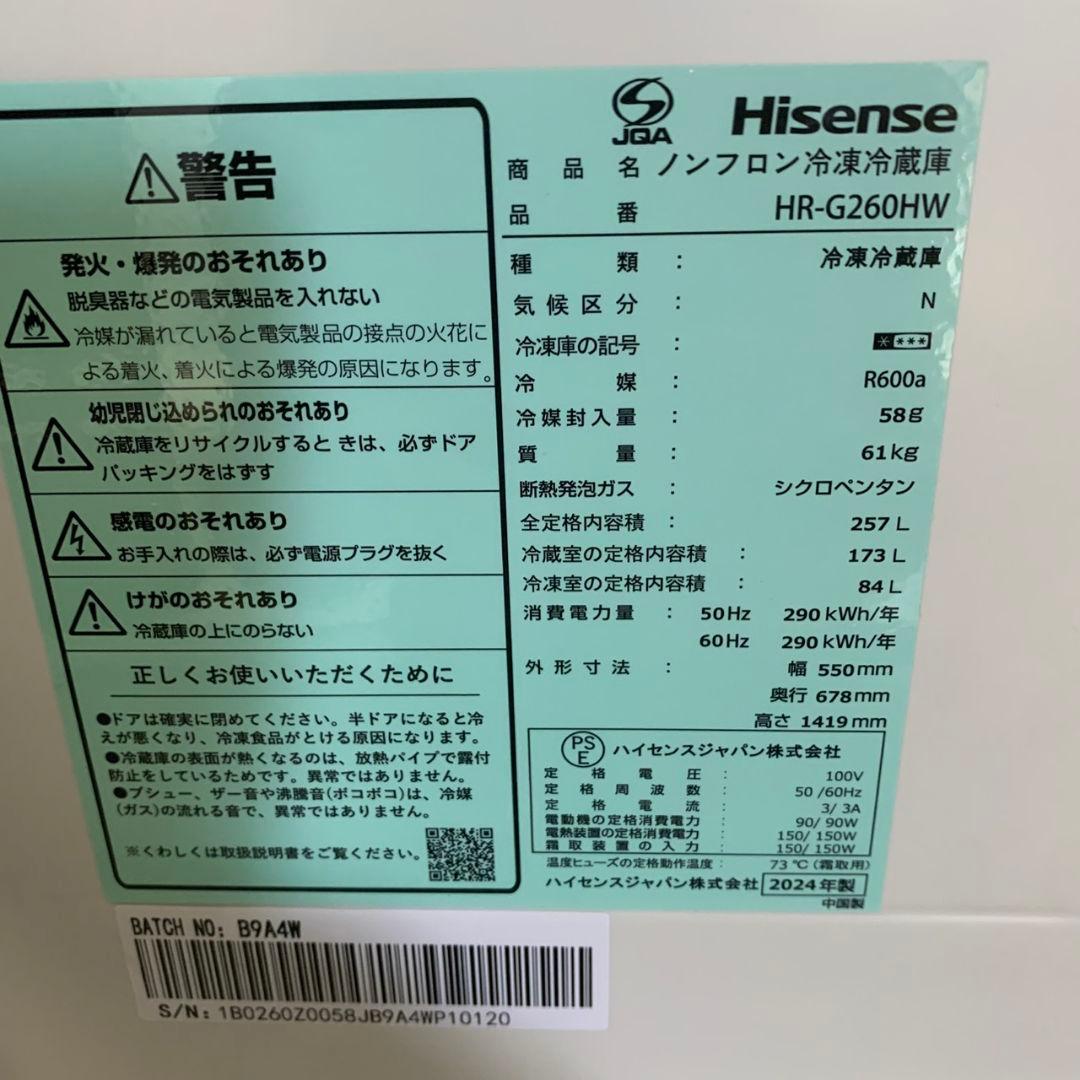 警告
発火・爆発のおそれあり
脱臭器などの電気製品を入れない
冷媒が漏れていると電気製品の接点の火花に
よる着火、着火による爆発の原因になります。
幼児閉じ込められのおそれあり
冷蔵庫をリサイクルすると きは、必ずドア
パッキングをはずす
感電のおそれあり
お手入れの際は、必ず電源プラグを抜く
けがのおそれあり
冷蔵庫の上にのらない
正しくお使いいただくために
●ドアは確実に閉めてください。半ドアになると冷
えが悪くなり、冷凍食品がとける原因になります。
●冷蔵庫の表面が熱くなるのは、放熱パイプで露付
防止をしているためです。異常ではありません。
●ブシュー、ザー音や沸騰音(ポコポコ)は、冷媒
(ガス)の流れる音で、異常ではありません。
※くわしくは取扱説明書をご覧ください。
JQA
Hisense
商品名 ノンフロン冷凍冷蔵庫
品番 HR-G260HW
種類 : 冷凍冷蔵庫
気候区分 : N
冷凍庫の記号 : * ***
冷媒 : R600a
冷媒封入量 : 58g
質量 : 61kg
断熱発泡ガス : シクロペンタン
全定格内容積 : 257 L
冷蔵室の定格内容積 : 173 L
冷凍室の定格内容積 : 84 L
消費電力量 : 50Hz 290kWh/年
60Hz 290kWh/年
外形寸法 : 幅 550mm
奥行 678mm
高さ 1419mm
PS
E
ハイセンスジャパン株式会社
定格電圧 : 100V
定格周波数 : 50 /60Hz
定格電流 : 3/ 3A
電動機の定格消費電力 : 90/ 90W
電熱装置の定格消費電力 : 150/ 150W
霜取装置の入力 : 150/ 150W
温度ヒューズの定格動作温度 : 73℃(霜取用)
ハイセンスジャパン株式会社 2024年製
中国製
BATCH NO: B9A4W
S/N: 1B0260Z0058JB9A4WP10120